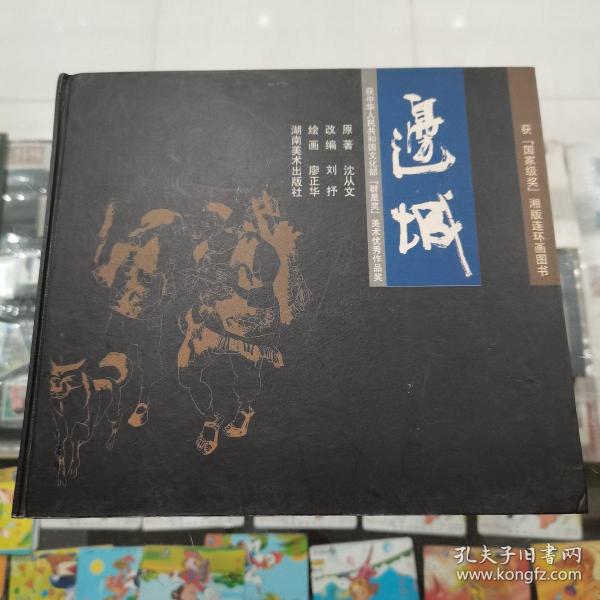 获『国家级奖』湘版连环画图书
邊城
获中华人民共和国文化部『群星奖』美术优秀作品奖
原著 沈从文
改编 刘抒
绘画 廖正华
湖南美术出版社
孔夫子旧书网
www.kongfz.com